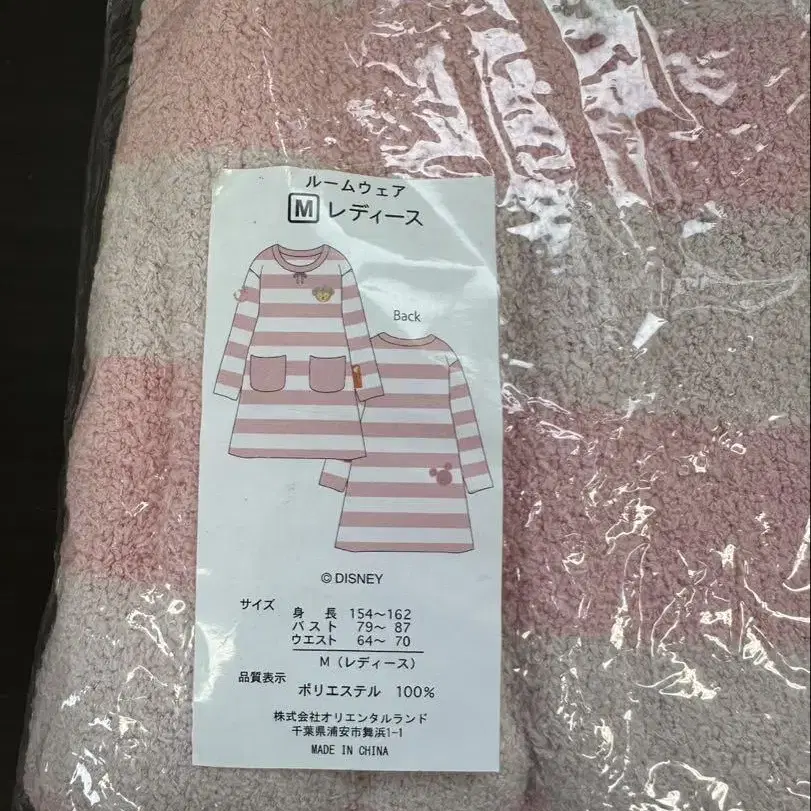 ルームウェア
M レディース
Back
© DISNEY
サイズ
身 長 154～162
バスト 79～ 87
ウエスト 64～ 70
M (レディース)
品質表示
ポリエステル 100%
株式会社オリエンタルランド
千葉県浦安市舞浜1-1
MADE IN CHINA